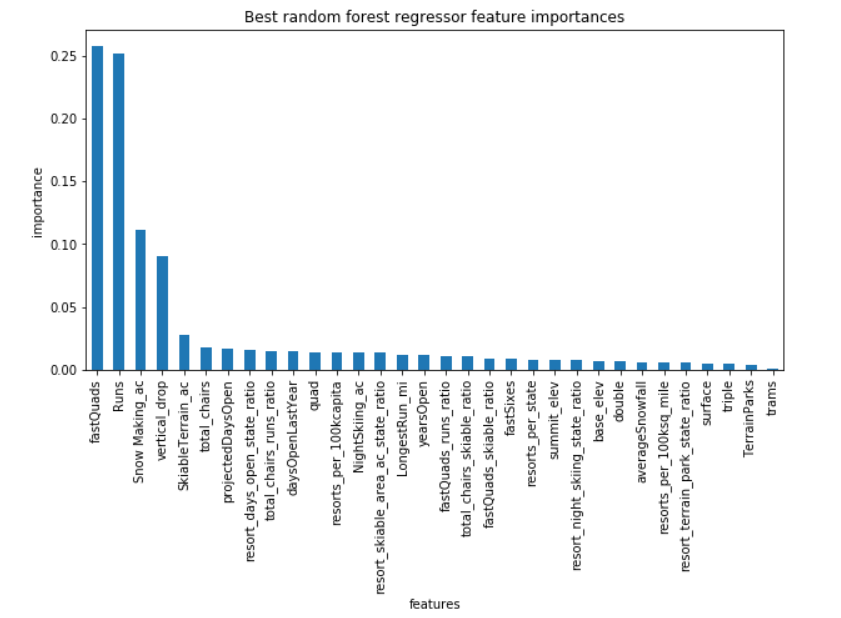 Best random forest regressor feature importances
importance
0.25
0.20
0.15
0.10
0.05
0.00
fastQuads
Runs
Snow Making_ac
vertical_drop
SkiableTerrain_ac
total_chairs
projectedDaysOpen
resort_days_open_state_ratio
total_chairs_runs_ratio
daysOpenLastYear
quad
resorts_per_100kcapita
NightSkiing_ac
resort_skiable_area_ac_state_ratio
LongestRun_mi
yearsOpen
fastQuads_runs_ratio
total_chairs_skiable_ratio
fastQuads_skiable_ratio
fastSixes
resorts_per_state
summit_elev
resort_night_skiing_state_ratio
base_elev
double
averageSnowfall
resorts_per_100ksq_mile
resort_terrain_park_state_ratio
surface
triple
TerrainParks
trams
features